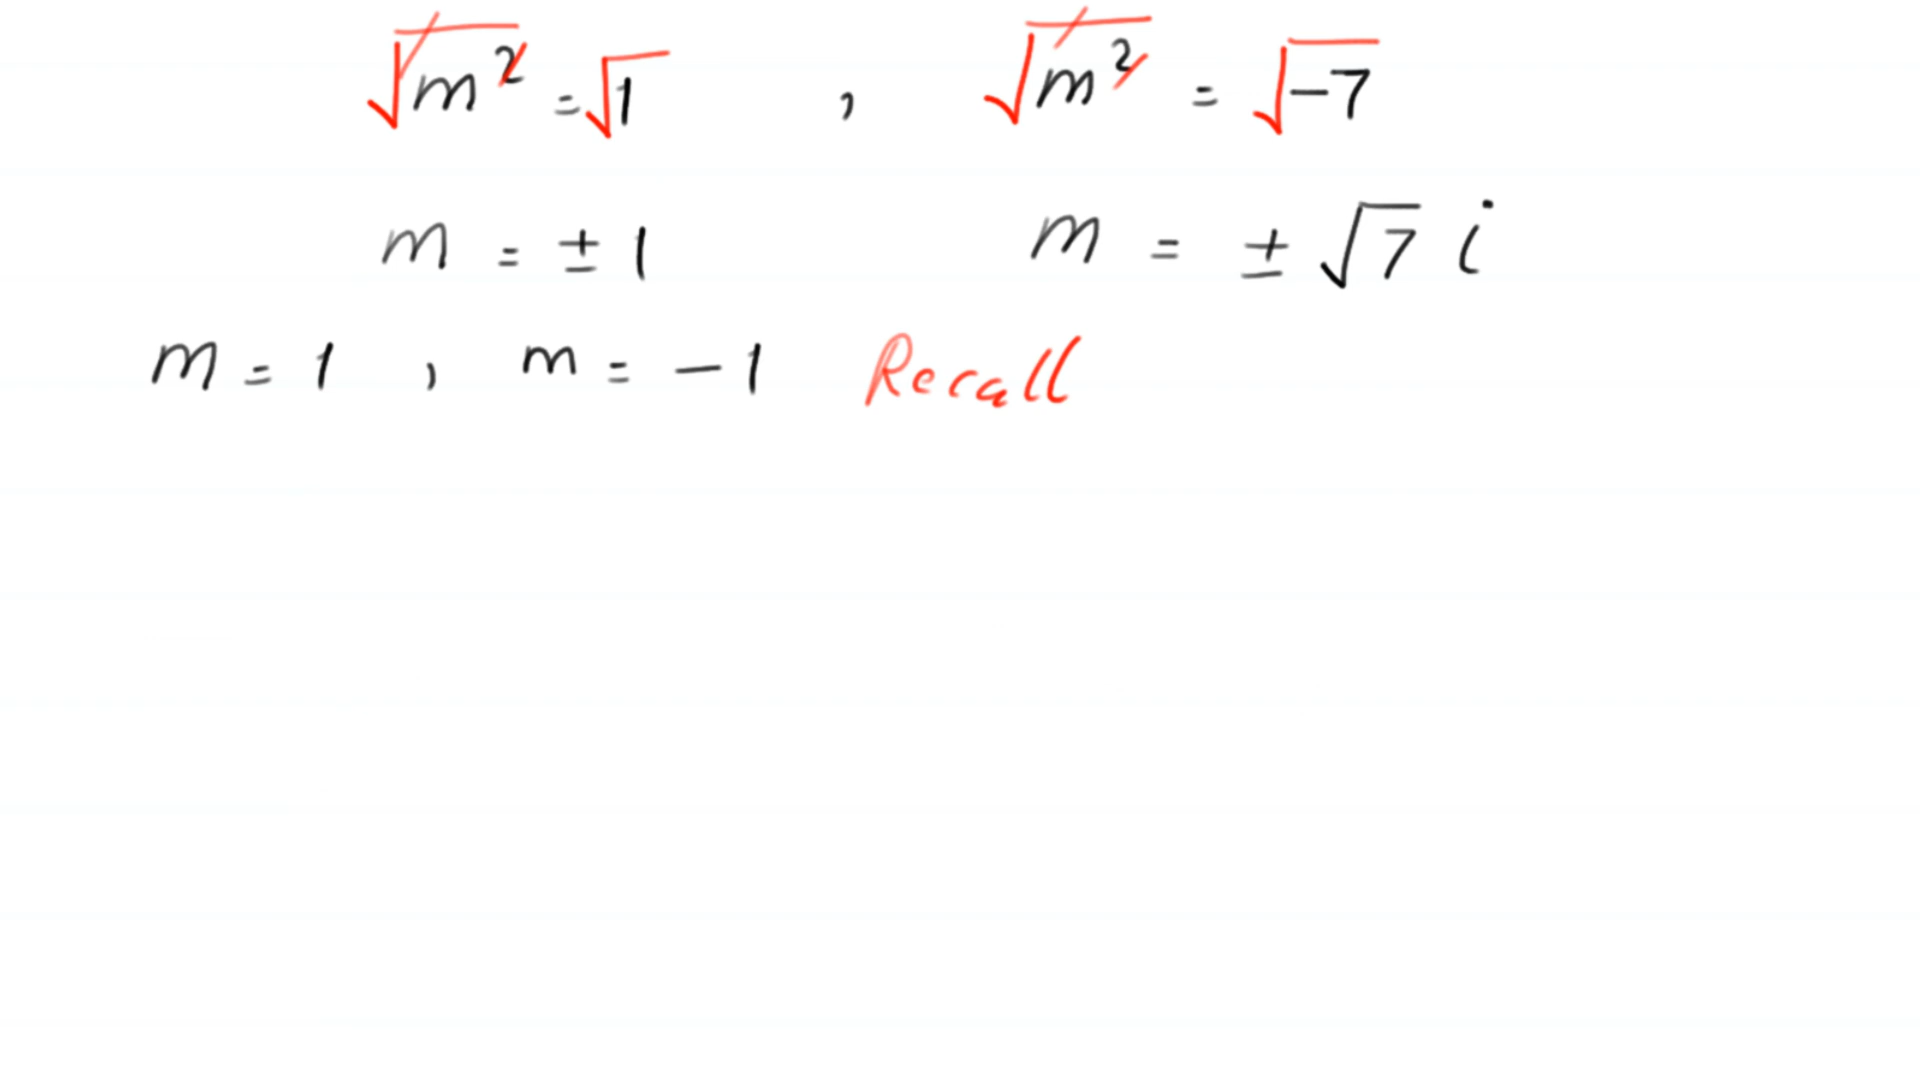 √m² = √1 , √m² = √-7
m = ± 1 m = ± √7 i
m = 1 , m = - 1 Recall